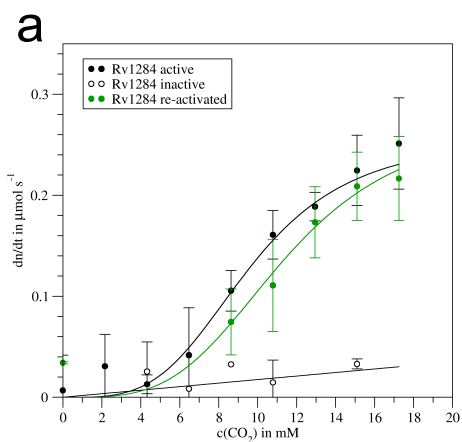 a
Rv1284 active
Rv1284 inactive
Rv1284 re-activated
dn/dt in μmol s⁻¹
0.3
0.2
0.1
0
0 2 4 6 8 10 12 14 16 18 20
c(CO₂) in mM